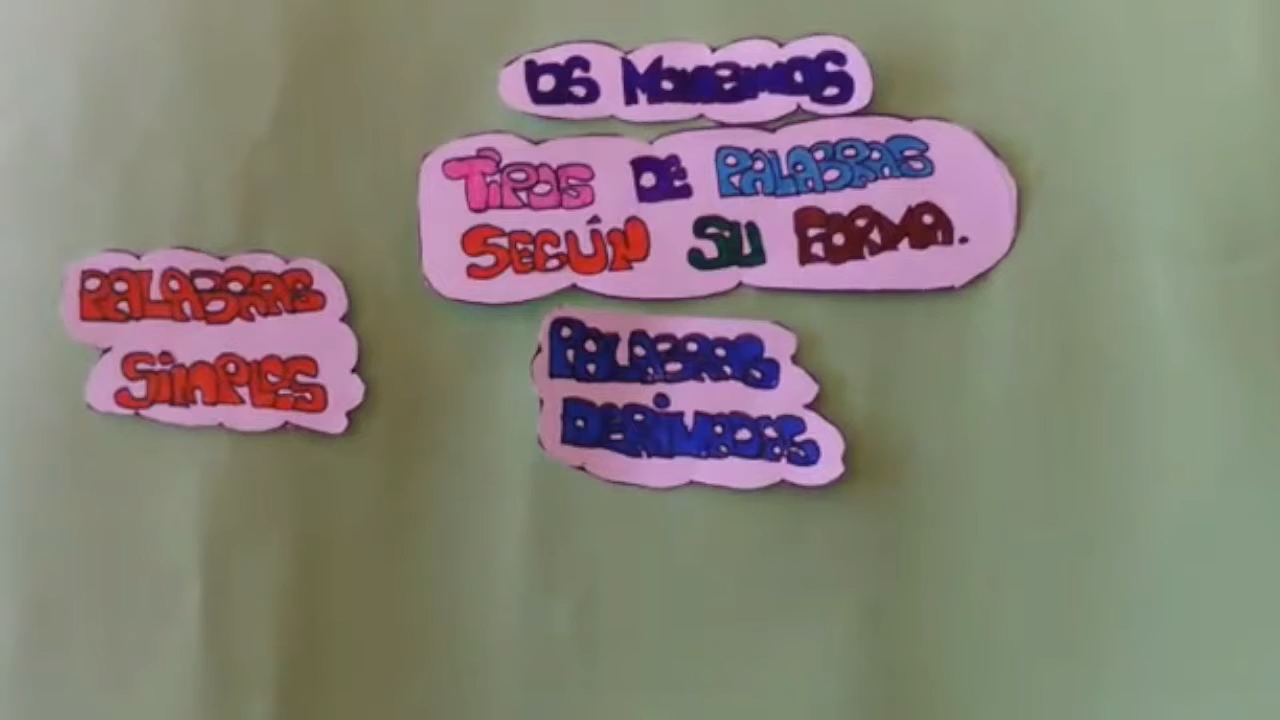 LOS MONEMAS
TIPOS DE PALABRAS
SEGÚN SU FORMA.
PALABRAS
SIMPLES
PALABRAS
DERIVADAS